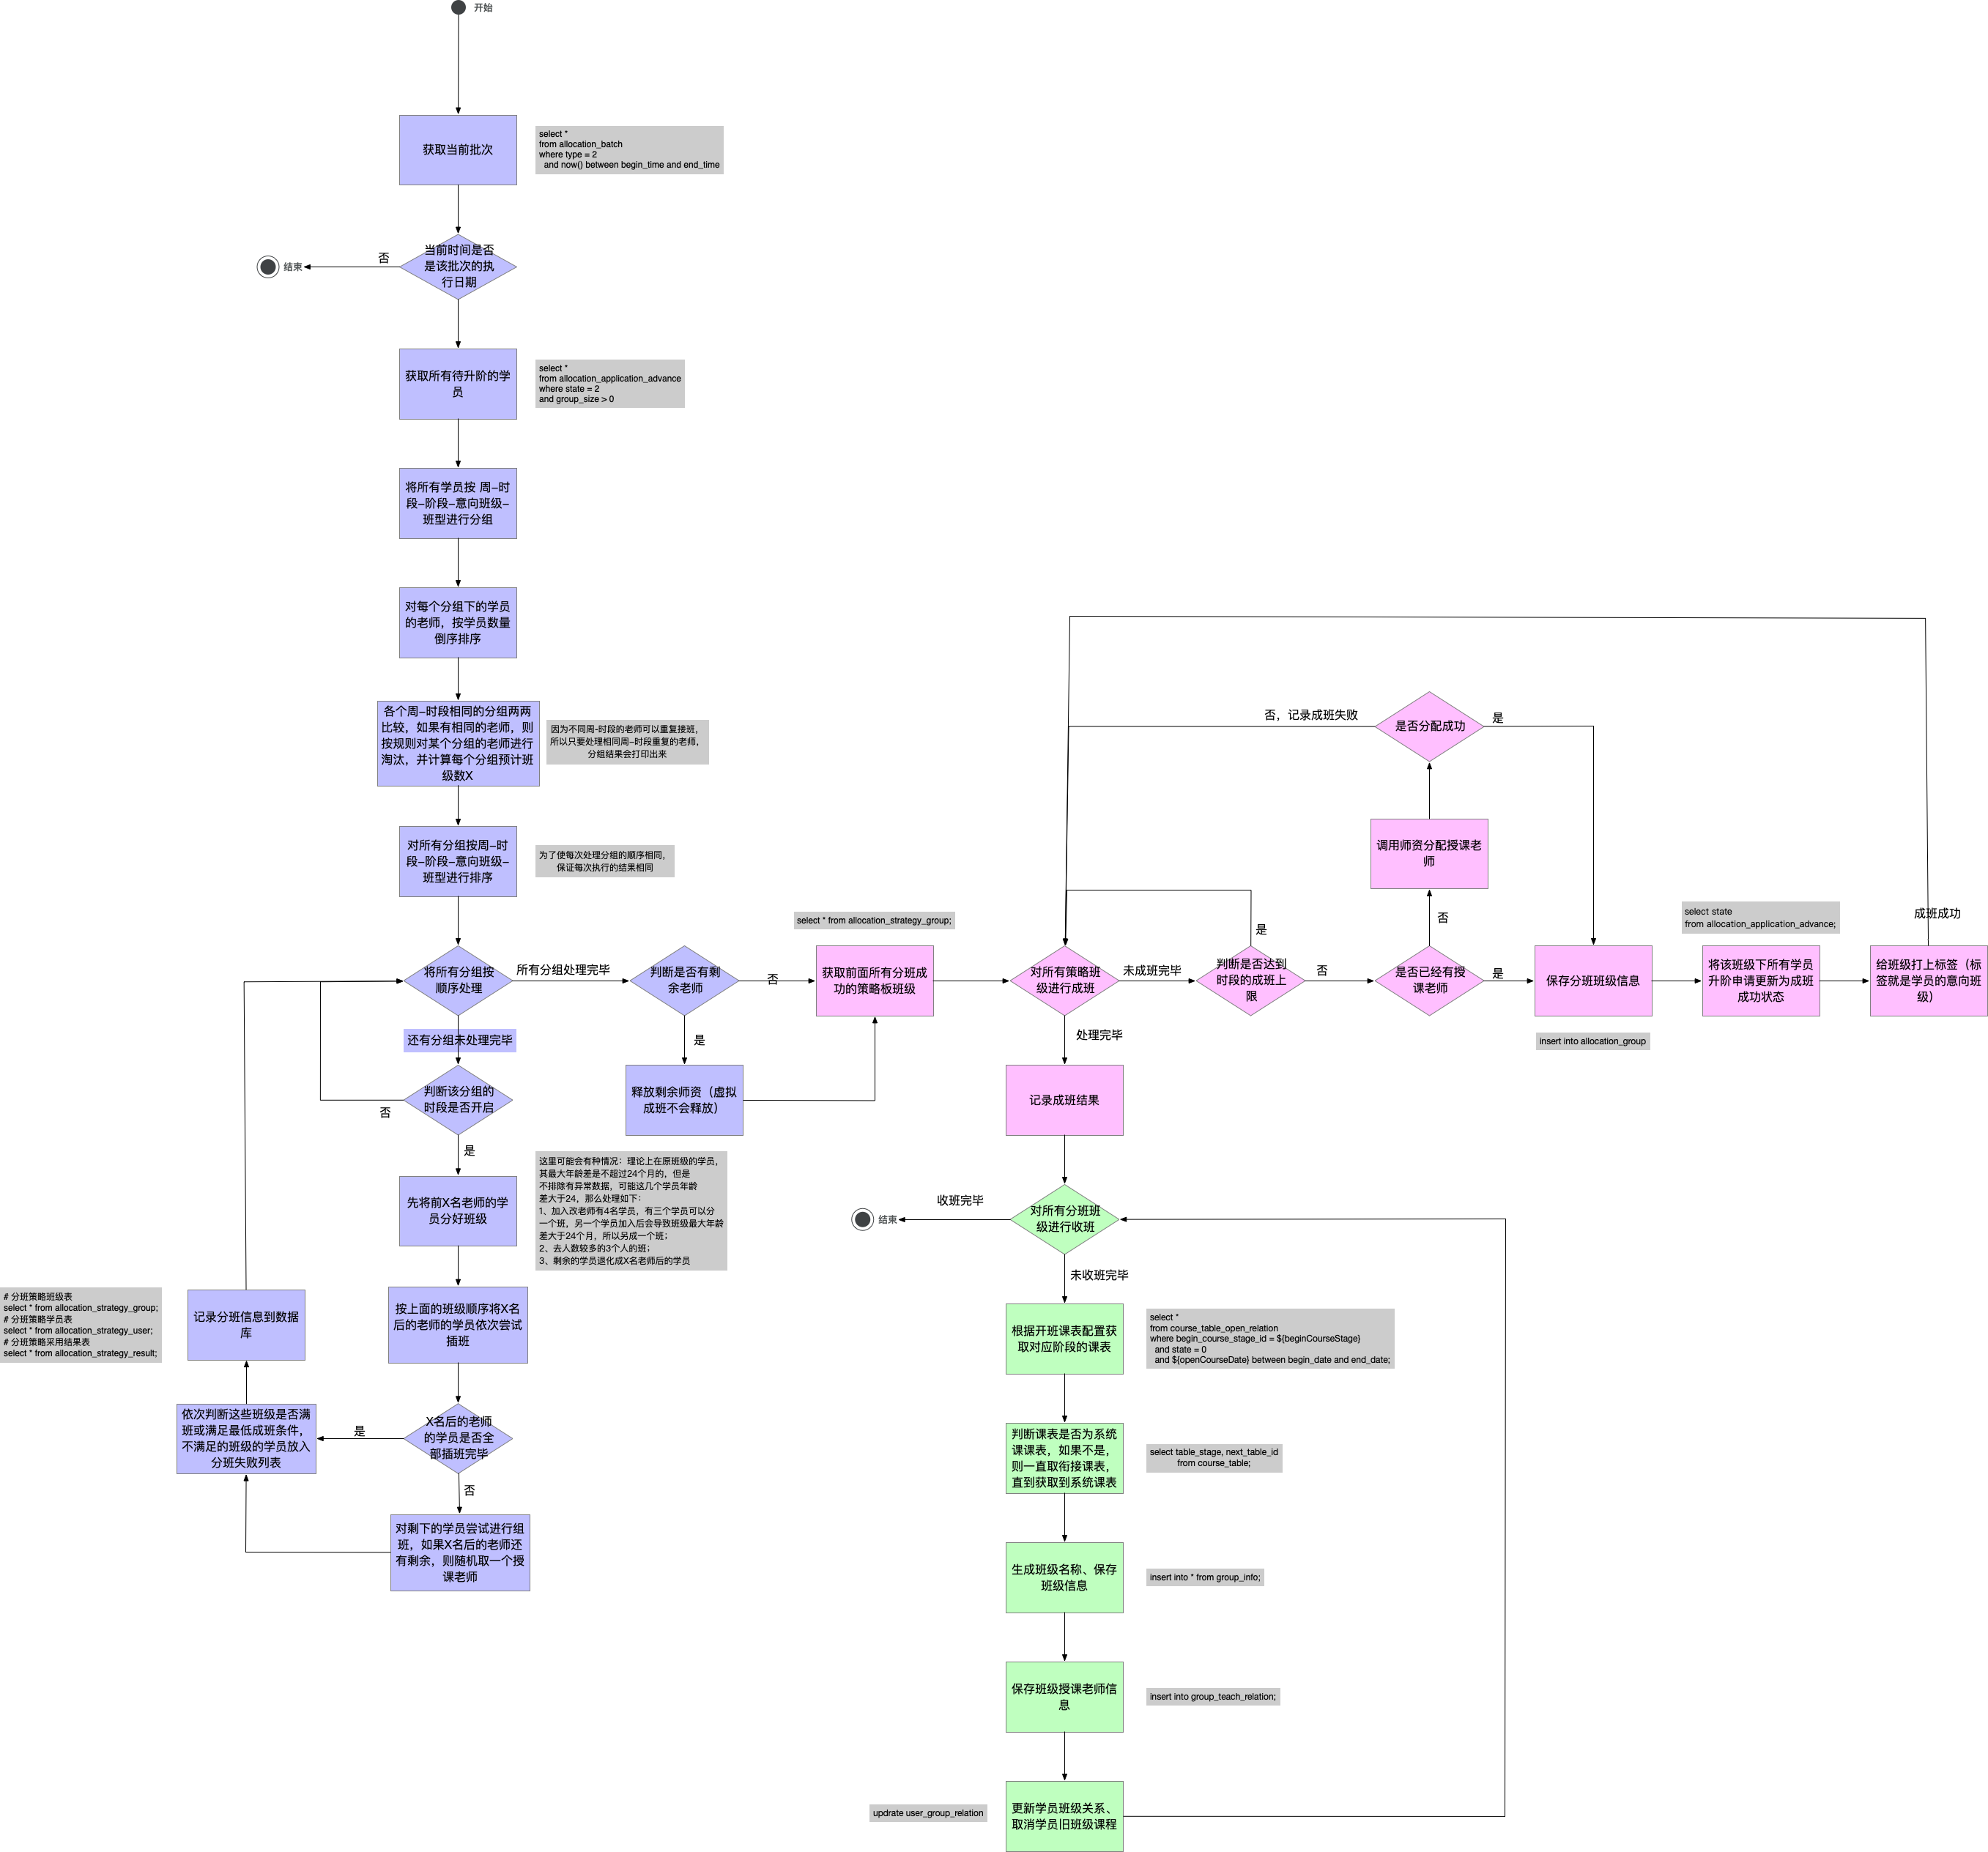 开始
获取当前批次
select *
from allocation_batch
where type = 2
and now() between begin_time and end_time
当前时间是否
是该批次的执
行日期
否
结束
获取所有待升阶的学
员
select *
from allocation_application_advance
where state = 2
and group_size > 0
将所有学员按 周–时
段–阶段–意向班级–
班型进行分组
对每个分组下的学员
的老师，按学员数量
倒序排序
各个周–时段相同的分组两两
比较，如果有相同的老师，则
按规则对某个分组的老师进行
淘汰，并计算每个分组预计班
级数X
因为不同周-时段的老师可以重复接班，
所以只要处理相同周–时段重复的老师，
分组结果会打印出来
对所有分组按周–时
段–阶段–意向班级–
班型进行排序
为了使每次处理分组的顺序相同，
保证每次执行的结果相同
将所有分组按
顺序处理
所有分组处理完毕
还有分组未处理完毕
判断该分组的
时段是否开启
否
是
先将前X名老师的学
员分好班级
这里可能会有种情况：理论上在原班级的学员，
其最大年龄差是不超过24个月的，但是
不排除有异常数据，可能这几个学员年龄
差大于24，那么处理如下：
1、加入改老师有4名学员，有三个学员可以分
一个班，另一个学员加入后会导致班级最大年龄
差大于24个月，所以另成一个班；
2、去人数较多的3个人的班；
3、剩余的学员退化成X名老师后的学员
按上面的班级顺序将X名
后的老师的学员依次尝试
插班
X名后的老师
的学员是否全
部插班完毕
是
否
对剩下的学员尝试进行组
班，如果X名后的老师还
有剩余，则随机取一个授
课老师
依次判断这些班级是否满
班或满足最低成班条件，
不满足的班级的学员放入
分班失败列表
记录分班信息到数据
库
# 分班策略班级表
select * from allocation_strategy_group;
# 分班策略学员表
select * from allocation_strategy_user;
# 分班策略采用结果表
select * from allocation_strategy_result;
判断是否有剩
余老师
否
是
释放剩余师资（虚拟
成班不会释放）
select * from allocation_strategy_group;
获取前面所有分班成
功的策略板班级
对所有策略班
级进行成班
未成班完毕
处理完毕
判断是否达到
时段的成班上
限
是
否
是否已经有授
课老师
否
是
调用师资分配授课老
师
是否分配成功
否，记录成班失败
是
保存分班班级信息
insert into allocation_group
select state
from allocation_application_advance;
将该班级下所有学员
升阶申请更新为成班
成功状态
成班成功
给班级打上标签（标
签就是学员的意向班
级）
记录成班结果
对所有分班班
级进行收班
收班完毕
结束
未收班完毕
根据开班课表配置获
取对应阶段的课表
select *
from course_table_open_relation
where begin_course_stage_id = ${beginCourseStage}
and state = 0
and ${openCourseDate} between begin_date and end_date;
判断课表是否为系统
课课表，如果不是，
则一直取衔接课表，
直到获取到系统课表
select table_stage, next_table_id
from course_table;
生成班级名称、保存
班级信息
insert into * from group_info;
保存班级授课老师信
息
insert into group_teach_relation;
更新学员班级关系、
取消学员旧班级课程
updrate user_group_relation